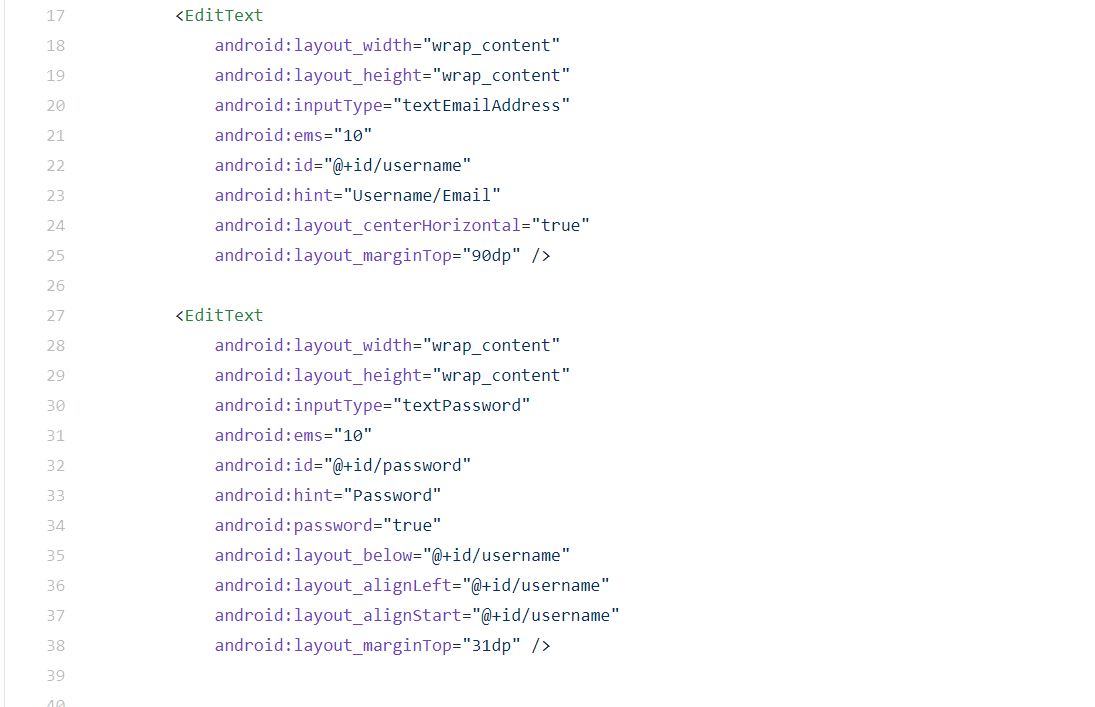 17 <EditText
18 android:layout_width="wrap_content"
19 android:layout_height="wrap_content"
20 android:inputType="textEmailAddress"
21 android:ems="10"
22 android:id="@+id/username"
23 android:hint="Username/Email"
24 android:layout_centerHorizontal="true"
25 android:layout_marginTop="90dp" />
26
27 <EditText
28 android:layout_width="wrap_content"
29 android:layout_height="wrap_content"
30 android:inputType="textPassword"
31 android:ems="10"
32 android:id="@+id/password"
33 android:hint="Password"
34 android:password="true"
35 android:layout_below="@+id/username"
36 android:layout_alignLeft="@+id/username"
37 android:layout_alignStart="@+id/username"
38 android:layout_marginTop="31dp" />
39
40